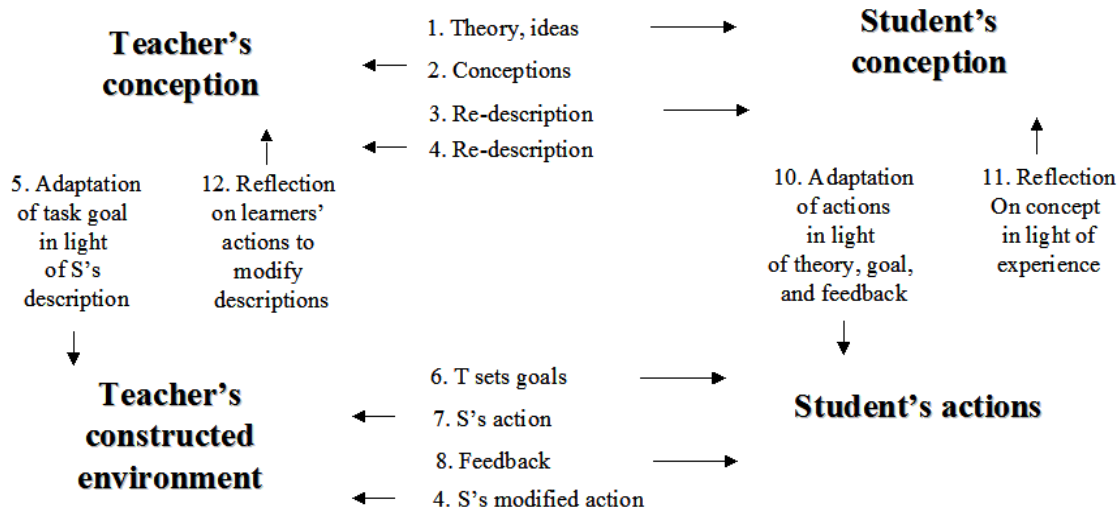 Teacher’s
conception
1. Theory, ideas
2. Conceptions
3. Re-description
4. Re-description
Student’s
conception
5. Adaptation
of task goal
in light
of S’s
description
12. Reflection
on learners’
actions to
modify
descriptions
10. Adaptation
of actions
in light
of theory, goal,
and feedback
11. Reflection
On concept
in light of
experience
Teacher’s
constructed
environment
6. T sets goals
7. S’s action
8. Feedback
4. S’s modified action
Student’s actions